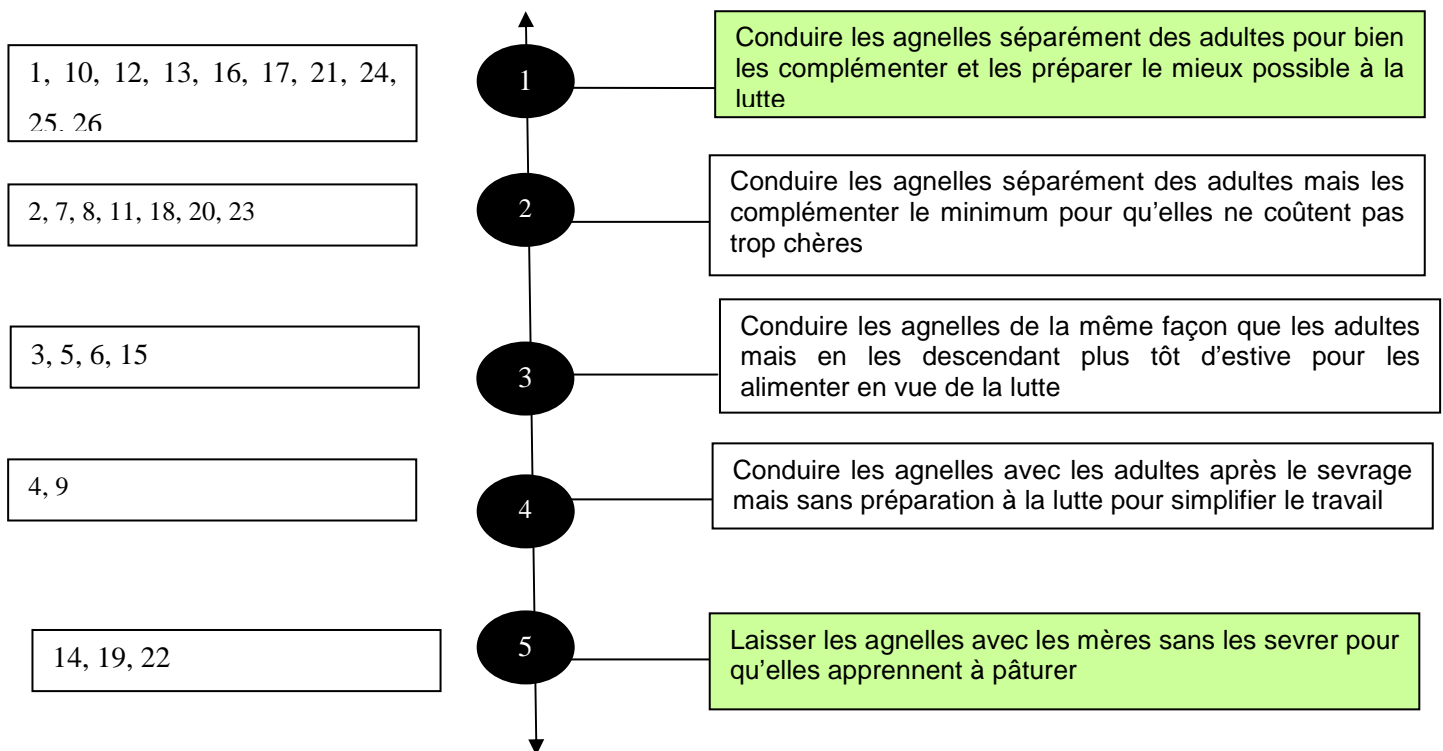 1, 10, 12, 13, 16, 17, 21, 24,
25, 26
1
Conduire les agnelles séparément des adultes pour bien
les complémenter et les préparer le mieux possible à la
lutte
2, 7, 8, 11, 18, 20, 23
2
Conduire les agnelles séparément des adultes mais les
complémenter le minimum pour qu’elles ne coûtent pas
trop chères
3, 5, 6, 15
3
Conduire les agnelles de la même façon que les adultes
mais en les descendant plus tôt d’estive pour les
alimenter en vue de la lutte
4, 9
4
Conduire les agnelles avec les adultes après le sevrage
mais sans préparation à la lutte pour simplifier le travail
14, 19, 22
5
Laisser les agnelles avec les mères sans les sevrer pour
qu’elles apprennent à pâturer